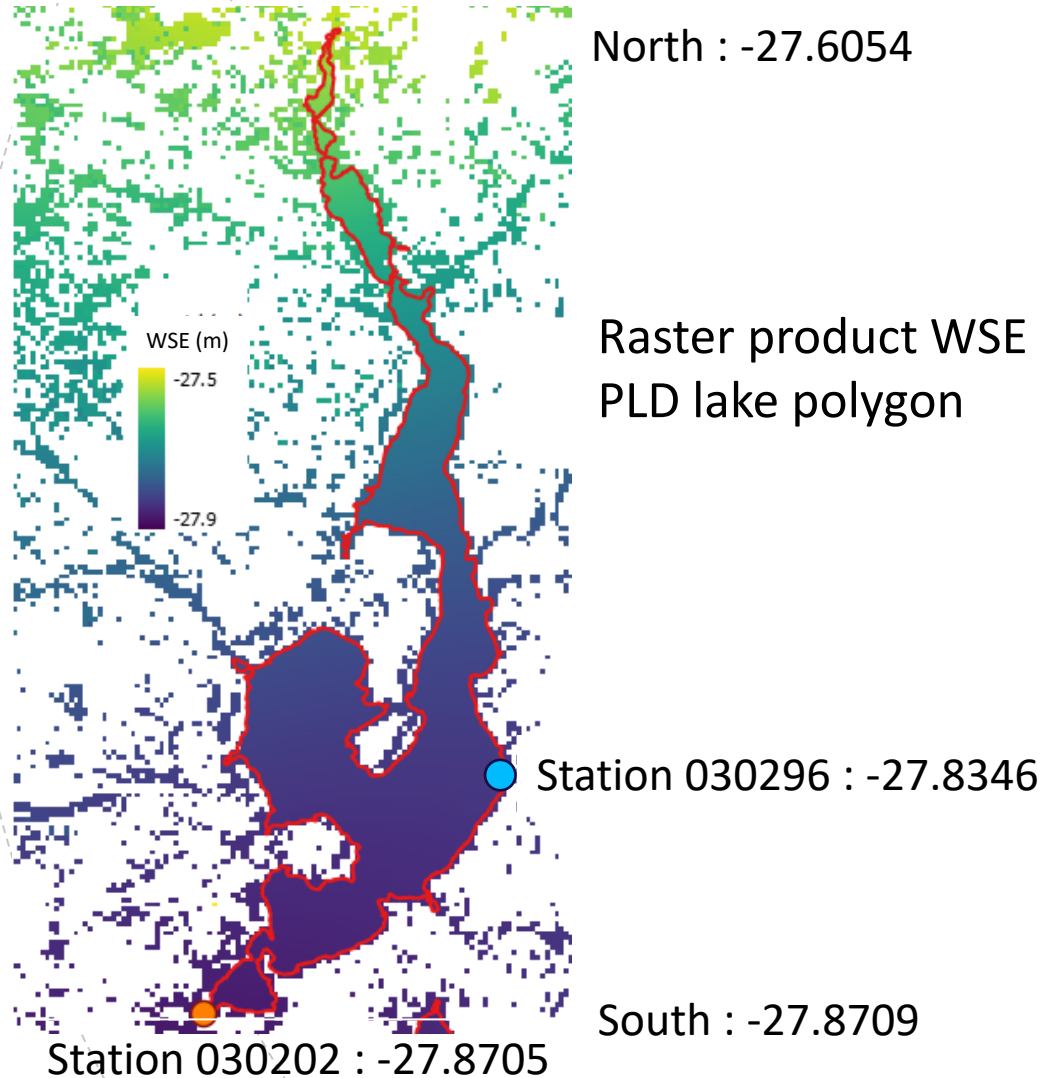 North : -27.6054
Raster product WSE
PLD lake polygon
WSE (m)
-27.5
-27.9
Station 030296 : -27.8346
South : -27.8709
Station 030202 : -27.8705